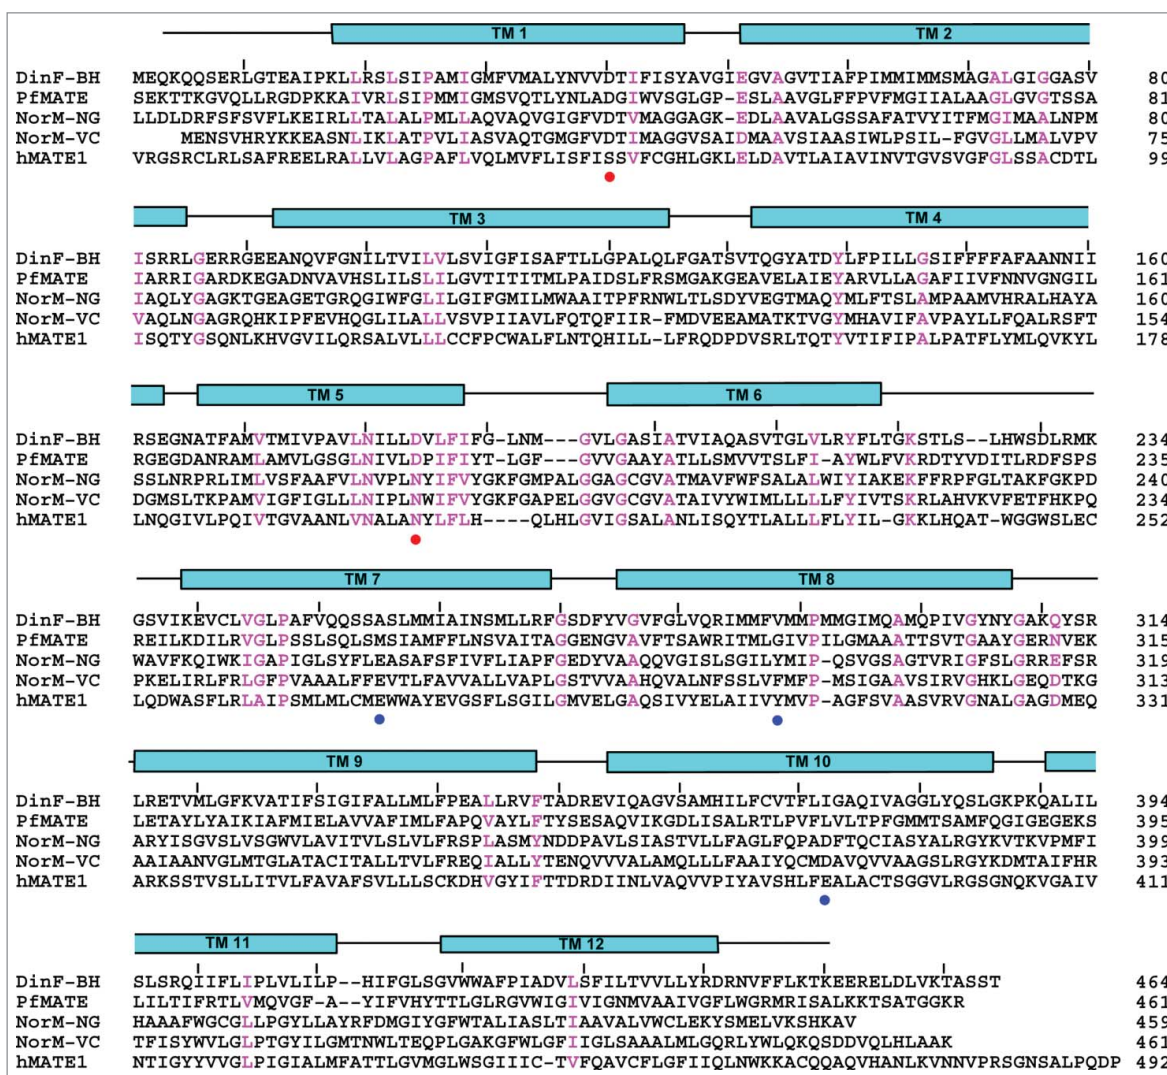 TM 1 TM 2
DinF-BH MEQKQQSERLGTEAIPKLLRSLSIPAMIGMFVMALYNVVDTIFISYAVGIEGVAGVTIAFPIMMIMMSMAGALGIGGASV 80
PfMATE SEKTTKGVQLLRGDPKKAIVRLSIPMMIGMSVQTLYNLADGIWVSGLGP-ESLAAVGLFFPVFMGIIALAAGLGVGTSSA 81
NorM-NG LLDLDRFSFSVFLKEIRLLTALALPMLLAQVAQVGIGFVDTVMAGGAGK-EDLAAVALGSSAFATVYITFMGIMAALNPM 80
NorM-VC MENSVHRYKKEASNLIKLATPVLIASVAQTGMGFVDTIMAGGVSAIDMAAVSIAASIWLPSIL-FGVGLLMALVPV 75
hMATE1 VRGSRCLRLSAFREELRALLVLAGPAFLVQLMVFLISFISSVFCGHLGKLELDAVTLAIAVINVTGVSVGFGLSSACDTL 99
TM 3 TM 4
DinF-BH ISRRLGERRGEEANQVFGNILTVILVLSVIGFISAFTLLGPALQLFGATSVTQGYATDYLFPILLGSIFFFFAFAANNII 160
PfMATE IARRIGARDKEGADNVAVHSLILSLILGVTITITMLPAIDSLFRSMGAKGEAVELAIEYARVLLAGAFIIVFNNVGNGIL 161
NorM-NG IAQLYGAGKTGEAGETGRQGIWFGLILGIFGMILMWAAITPFRNWLTLSDYVEGTMAQYMLFTSLAMPAAMVHRALHAYA 160
NorM-VC VAQLNGAGRQHKIPFEVHQGLILALLVSVPIIAVLFQTQFIIR-FMDVEEAMATKTVGYMHAVIFAVPAYLLFQALRSFT 154
hMATE1 ISQTYGSQNLKHVGVILQRSALVLLLCCFPCWALFLNTQHILL-LFRQDPDVSRLTQTYVTIFIPALPATFLYMLQVKYL 178
TM 5 TM 6
DinF-BH RSEGNATFAMVTMIVPAVLNILLDVLFIFG-LNM---GVLGASIATVIAQASVTGLVLRYFLTGKSTLS--LHWSDLRMK 234
PfMATE RGEGDANRAMLAMVLGSGLNIVLDPIFIYT-LGF---GVVGAAYATLLSMVVTSLFI-AYWLFVKRDTYVDITLRDFSPS 235
NorM-NG SSLNRPRLIMLVSFAAFVLNVPLNYIFVYGKFGMPALGGAGCGVATMAVFWFSALALWIYIAKEKFFRPFGLTAKFGKPD 240
NorM-VC DGMSLTKPAMVIGFIGLLLNIPLNWIFVYGKFGAPELGGVGCGVATAIVYWIMLLLLLFYIVTSKRLAHVKVFETFHKPQ 234
hMATE1 LNQGIVLPQIVTGVAANLVNALANYLFLH----QLHLGVIGSALANLISQYTLALLLFLYIL-GKKLHQAT-WGGWSLEC 252
TM 7 TM 8
DinF-BH GSVIKEVCLVGLPAFVQQSSASLMMIAINSMLLRFGSDFYVGVFGLVQRIMMFVMMPMMGIMQAMQPIVGYNYGAKQYSR 314
PfMATE REILKDILRVGLPSSLSQLSMSIAMFFLNSVAITAGGENGVAVFTSAWRITMLGIVPILGMAAATTSVTGAAYGERNVEK 315
NorM-NG WAVFKQIWKIGAPIGLSYFLEASAFSFIVFLIAPFGEDYVAAQQVGISLSGILYMIP-QSVGSAGTVRIGFSLGRREFSR 319
NorM-VC PKELIRLFRLGFPVAAALFFEVTLFAVVALLVAPLGSTVVAAHQVALNFSSLVFMFP-MSIGAAVSIRVGHKLGEQDTKG 313
hMATE1 LQDWASFLRLAIPSMLMLCMEWWAYEVGSFLSGILGMVELGAQSIVYELAIIVYMVP-AGFSVAASVRVGNALGAGDMEQ 331
TM 9 TM 10
DinF-BH LRETVMLGFKVATIFSIGIFALLMLFPEALLRVFTADREVIQAGVSAMHILFCVTFLIGAQIVAGGLYQSLGKPKQALIL 394
PfMATE LETAYLYAIKIAFMIELAVVAFIMLFAPQVAYLFTYSESAQVIKGDLISALRTLPVFLVLTPFGMMTSAMFQGIGEGEKS 395
NorM-NG ARYISGVSLVSGWVLAVITVLSLVLFRSPLASMYNDDPAVLSIASTVLLFAGLFQPADFTQCIASYALRGYKVTKVPMFI 399
NorM-VC AAIAANVGLMTGLATACITALLTVLFREQIALLYTENQVVVALAMQLLLFAAIYQCMDAVQVVAAGSLRGYKDMTAIFHR 393
hMATE1 ARKSSTVSLLITVLFAVAFSVLLLSCKDHVGYIFTTDRDIINLVAQVVPIYAVSHLFEALACTSGGVLRGSGNQKVGAIV 411
TM 11 TM 12
DinF-BH SLSRQIIFLIPLVLILP--HIFGLSGVWWAFPIADVLSFILTVVLLYRDRNVFFLKTKEERELDLVKTASST 464
PfMATE LILTIFRTLVMQVGF-A--YIFVHYTTLGLRGVWIGIVIGNMVAAIVGFLWGRMRISALKKTSATGGKR 461
NorM-NG HAAAFWGCGLLPGYLLAYRFDMGIYGFWTALIASLTIAAVALVWCLEKYSMELVKSHKAV 459
NorM-VC TFISYWVLGLPTGYILGMTNWLTEQPLGAKGFWLGFIIGLSAAALMLGQRLYWLQKQSDDVQLHLAAK 461
hMATE1 NTIGYYVVGLPIGIALMFATTLGVMGLWSGIIIC-TVFQAVCFLGFIIQLNWKKACQQAQVHANLKVNNVPRSGNSALPQDP 492